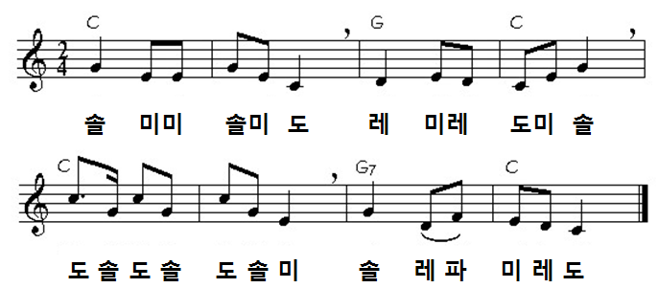 C G C
2
4
솔 미미 솔미 도 레 미레 도미 솔
C G7 C
도 솔 도 솔 도 솔 미 솔 레 파 미 레 도